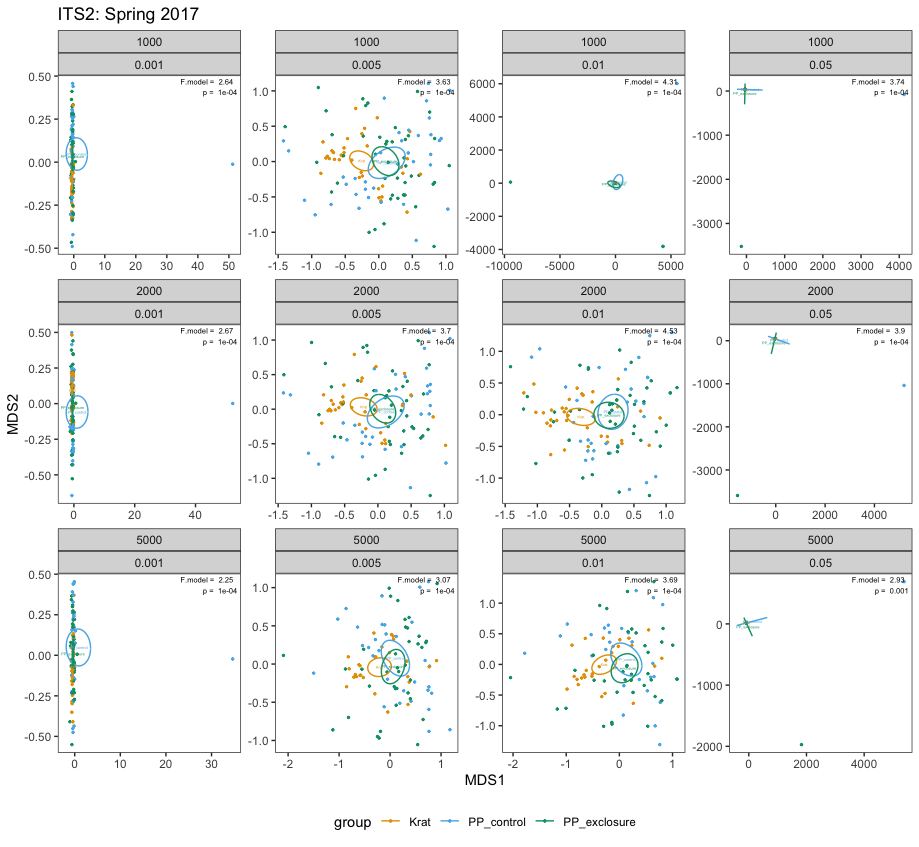 ITS2: Spring 2017
1000 1000 1000 1000
0.001 0.005 0.01 0.05
F.model = 2.64 F.model = 3.63 F.model = 4.31 F.model = 3.74
p = 1e-04 p = 1e-04 p = 1e-04 p = 1e-04
0.50 0.25 0.00 -0.25 -0.50
0 10 20 30 40 50
1.0 0.5 0.0 -0.5 -1.0
-1.5 -1.0 -0.5 0.0 0.5 1.0
6000 4000 2000 0 -2000 -4000
-10000 -5000 0 5000
0 -1000 -2000 -3000
0 1000 2000 3000 4000
2000 2000 2000 2000
0.001 0.005 0.01 0.05
F.model = 2.67 F.model = 3.7 F.model = 4.53 F.model = 3.9
p = 1e-04 p = 1e-04 p = 1e-04 p = 1e-04
0.50 0.25 0.00 -0.25 -0.50
0 20 40
1.0 0.5 0.0 -0.5 -1.0
-1.5 -1.0 -0.5 0.0 0.5 1.0
1.0 0.5 0.0 -0.5 -1.0
-1.5 -1.0 -0.5 0.0 0.5 1.0
0 -1000 -2000 -3000
0 2000 4000
5000 5000 5000 5000
0.001 0.005 0.01 0.05
F.model = 2.25 F.model = 3.07 F.model = 3.69 F.model = 2.93
p = 1e-04 p = 1e-04 p = 1e-04 p = 0.001
0.50 0.25 0.00 -0.25 -0.50
0 10 20 30
1.0 0.5 0.0 -0.5 -1.0
-2 -1 0 1
1.0 0.5 0.0 -0.5 -1.0
-2 -1 0 1
0 -1000 -2000
0 2000 4000
MDS2
MDS1
group Krat PP_control PP_exclosure